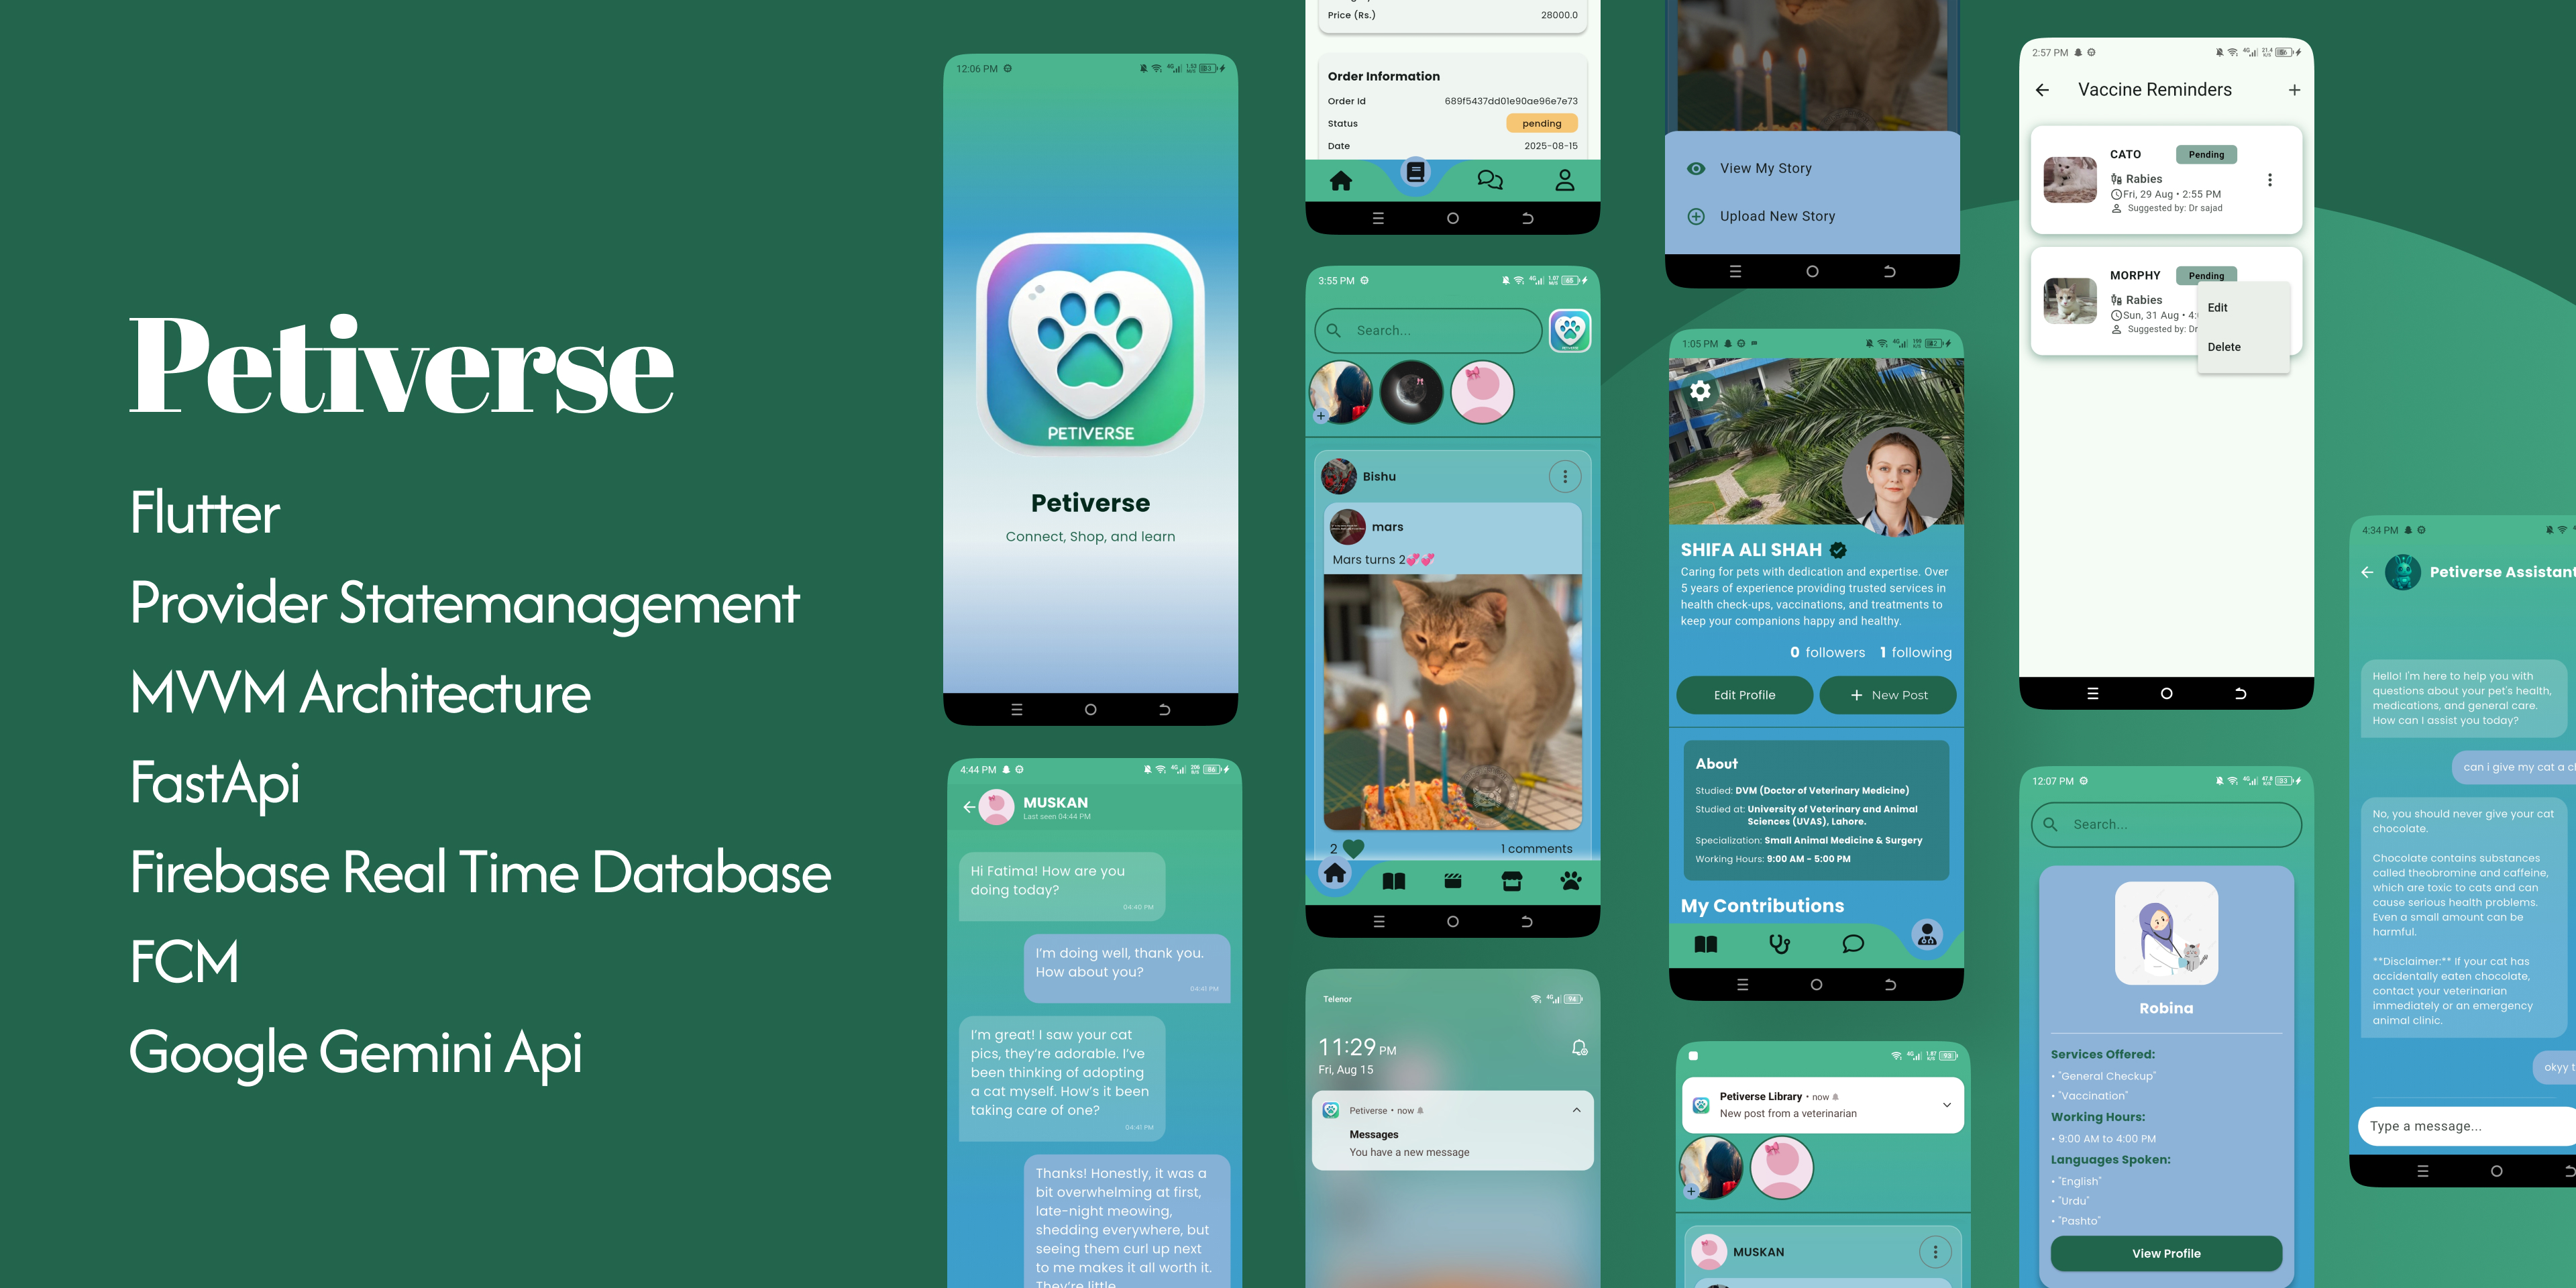 Petiverse
Flutter
Provider Statemanagement
MVVM Architecture
FastApi
Firebase Real Time Database
FCM
Google Gemini Api
12:06 PM
PETIVERSE
Petiverse
Connect, Shop, and learn
4:44 PM
MUSKAN
Last seen 04:44 PM
Hi Fatima! How are you
doing today?
04:40 PM
I'm doing well, thank you.
How about you?
04:41 PM
I'm great! I saw your cat
pics, they're adorable. I've
been thinking of adopting
a cat myself. How's it been
taking care of one?
04:41 PM
Thanks! Honestly, it was a
bit overwhelming at first,
late-night meowing,
shedding everywhere, but
seeing them curl up next
to me makes it all worth it.
They're little
Price (Rs.) 28000.0
Order Information
Order Id 689f5437dd01e90ae96e7e73
Status pending
Date 2025-08-15
3:55 PM
Search...
Bishu
mars
Mars turns 2💕💕
2 1 comments
Telenor
11:29 PM
Fri, Aug 15
Petiverse • now
Messages
You have a new message
View My Story
Upload New Story
1:05 PM
SHIFA ALI SHAH
Caring for pets with dedication and expertise. Over
5 years of experience providing trusted services in
health check-ups, vaccinations, and treatments to
keep your companions happy and healthy.
0 followers 1 following
Edit Profile + New Post
About
Studied: DVM (Doctor of Veterinary Medicine)
Studied at: University of Veterinary and Animal
Sciences (UVAS), Lahore.
Specialization: Small Animal Medicine & Surgery
Working Hours: 9:00 AM - 5:00 PM
My Contributions
Petiverse Library • now
New post from a veterinarian
MUSKAN
2:57 PM
Vaccine Reminders
CATO Pending
Rabies
Fri, 29 Aug • 2:55 PM
Suggested by: Dr sajad
MORPHY Pending
Rabies
Sun, 31 Aug • 4:
Suggested by: Dr
Edit
Delete
12:07 PM
Search...
Robina
Services Offered:
• "General Checkup"
• "Vaccination"
Working Hours:
• 9:00 AM to 4:00 PM
Languages Spoken:
• "English"
• "Urdu"
• "Pashto"
View Profile
4:34 PM
Petiverse Assistant
Hello! I'm here to help you with
questions about your pet's health,
medications, and general care.
How can I assist you today?
can i give my cat a c
No, you should never give your cat
chocolate.
Chocolate contains substances
called theobromine and caffeine,
which are toxic to cats and can
cause serious health problems.
Even a small amount can be
harmful.
**Disclaimer:** If your cat has
accidentally eaten chocolate,
contact your veterinarian
immediately or an emergency
animal clinic.
okyy t
Type a message...